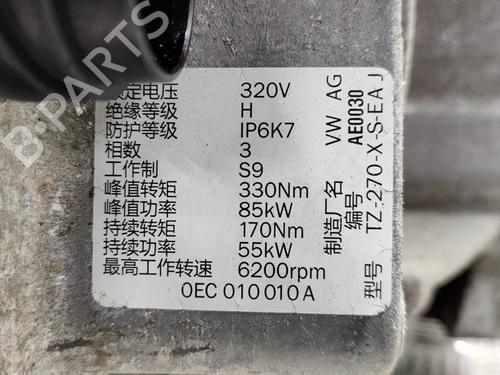 额定电压 320V
绝缘等级 H
防护等级 IP6K7
相数 3
工作制 S9
峰值转矩 330Nm
峰值功率 85kW
持续转矩 170Nm
持续功率 55kW
最高工作转速 6200rpm
0EC 010 010 A
制造厂名 VW AG
编号 AE0030
型号 TZ-270-X-S-EA J
B-PARTS